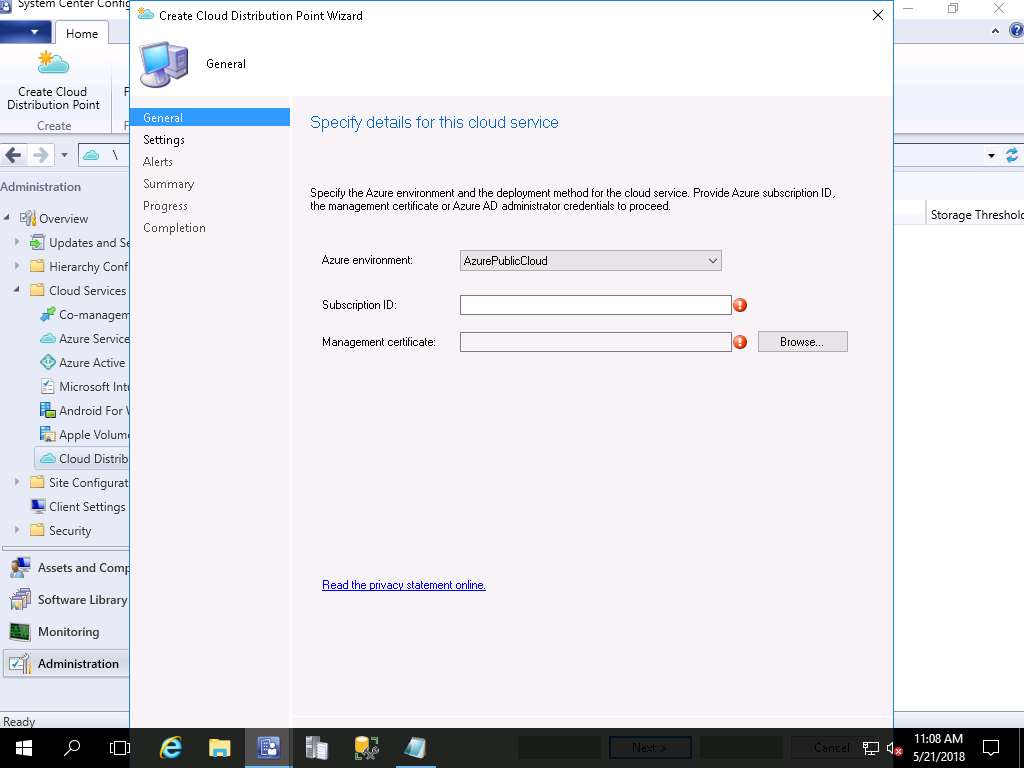 System Center Config
Create Cloud Distribution Point Wizard
Home
Create Cloud
Distribution Point
Create
General
\
Administration
Overview
Updates and Se
Hierarchy Conf
Cloud Services
Co-managem
Azure Service
Azure Active
Microsoft Intu
Android For W
Apple Volume
Cloud Distrib
Site Configurat
Client Settings
Security
Assets and Comp
Software Library
Monitoring
Administration
Ready
General
Settings
Alerts
Summary
Progress
Completion
Specify details for this cloud service
Specify the Azure environment and the deployment method for the cloud service. Provide Azure subscription ID,
the management certificate or Azure AD administrator credentials to proceed.
Azure environment: AzurePublicCloud
Subscription ID:
Management certificate: Browse...
Read the privacy statement online.
Storage Threshold
Next >
Cancel
11:08 AM
5/21/2018